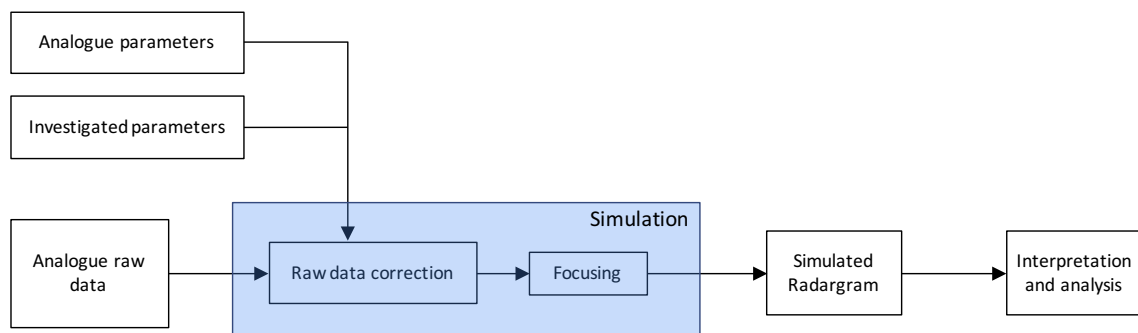 Analogue parameters
Investigated parameters
Simulation
Analogue raw
data
Raw data correction
Focusing
Simulated
Radargram
Interpretation
and analysis